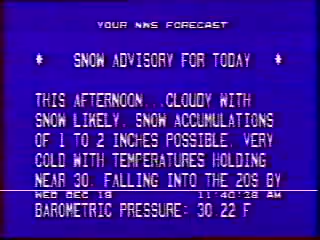 YOUR NWS FORECAST
* SNOW ADVISORY FOR TODAY *
THIS AFTERNOON...CLOUDY WITH
SNOW LIKELY. SNOW ACCUMULATIONS
OF 1 TO 2 INCHES POSSIBLE. VERY
COLD WITH TEMPERATURES HOLDING
NEAR 30, FALLING INTO THE 20S BY
WED DEC 19 11:40:28 AM
BAROMETRIC PRESSURE: 30.22 F